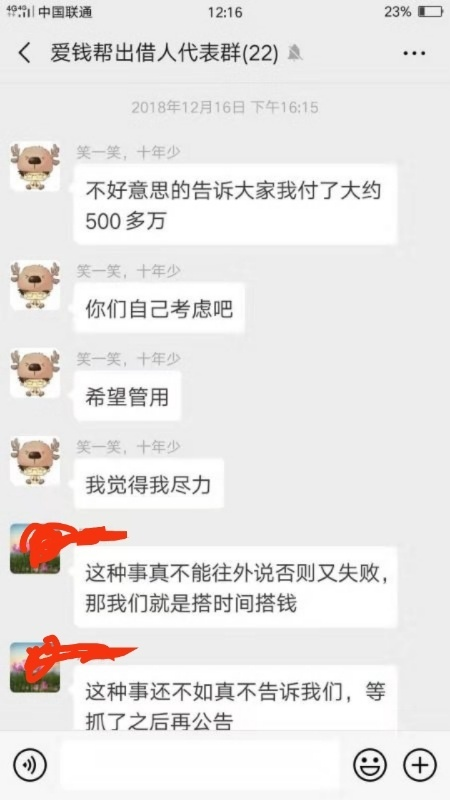 4G 4G 中国联通 12:16 23%
爱钱帮出借人代表群(22)
2018年12月16日 下午16:15
笑一笑，十年少
不好意思的告诉大家我付了大约
500多万
笑一笑，十年少
你们自己考虑吧
笑一笑，十年少
希望管用
笑一笑，十年少
我觉得我尽力
这种事真不能往外说否则又失败，
那我们就是搭时间搭钱
这种事还不如真不告诉我们，等
抓了之后再公告